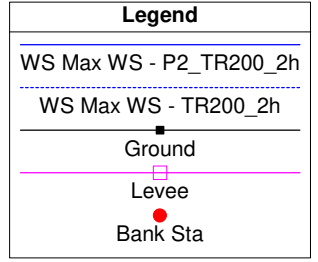 Legend
WS Max WS - P2_TR200_2h
WS Max WS - TR200_2h
Ground
Levee
Bank Sta